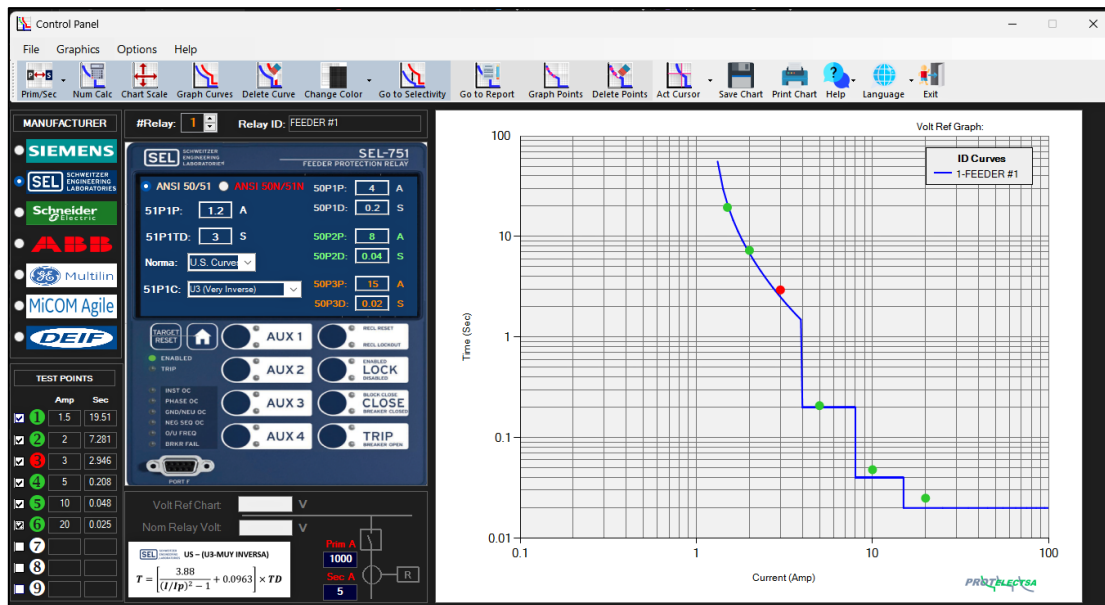 Control Panel
File Graphics Options Help
P S
Prim/Sec Num Calc Chart Scale Graph Curves Delete Curve Change Color Go to Selectivity Go to Report Graph Points Delete Points Act Cursor Save Chart Print Chart Help Language Exit
MANUFACTURER
SIEMENS
SEL SCHWEITZER ENGINEERING LABORATORIES
Schneider
Electric
ABB
GE Multilin
MiCOM Agile
DEIF
TEST POINTS
Amp Sec
1 1.5 19.51
2 2 7.281
3 3 2.946
4 5 0.208
5 10 0.048
6 20 0.025
7
8
9
#Relay: 1 Relay ID: FEEDER #1
SEL SCHWEITZER ENGINEERING LABORATORIES SEL-751
FEEDER PROTECTION RELAY
ANSI 50/51 ANSI 50N/51N 50P1P: 4 A
51P1P: 1.2 A 50P1D: 0.2 S
51P1TD: 3 S 50P2P: 8 A
Norma: U.S. Curve 50P2D: 0.04 S
51P1C: U3 (Very Inverse) 50P3P: 15 A
50P3D: 0.02 S
TARGET RESET AUX 1 RECL RESET
RECL LOCKOUT
ENABLED
TRIP
AUX 2 ENABLED
LOCK
DISABLED
INST OC
PHASE OC
GND/NEU OC
NEG SEQ OC
O/U FREQ
BRKR FAIL
AUX 3 BLOCK CLOSE
CLOSE
BREAKER CLOSED
AUX 4 TRIP
BREAKER OPEN
PORT F
Volt Ref Chart: V
Nom Relay Volt: V
SEL SCHWEITZER ENGINEERING LABORATORIES US – (U3-MUY INVERSA)
T = [3.88 / ((I/Ip)² − 1) + 0.0963] × TD
Prim A
1000
Sec A
5
R
Volt Ref Graph:
ID Curves
1-FEEDER #1
100
10
1
0.1
0.01
Time (Sec)
0.1 1 10 100
Current (Amp)
PROTELECTSA